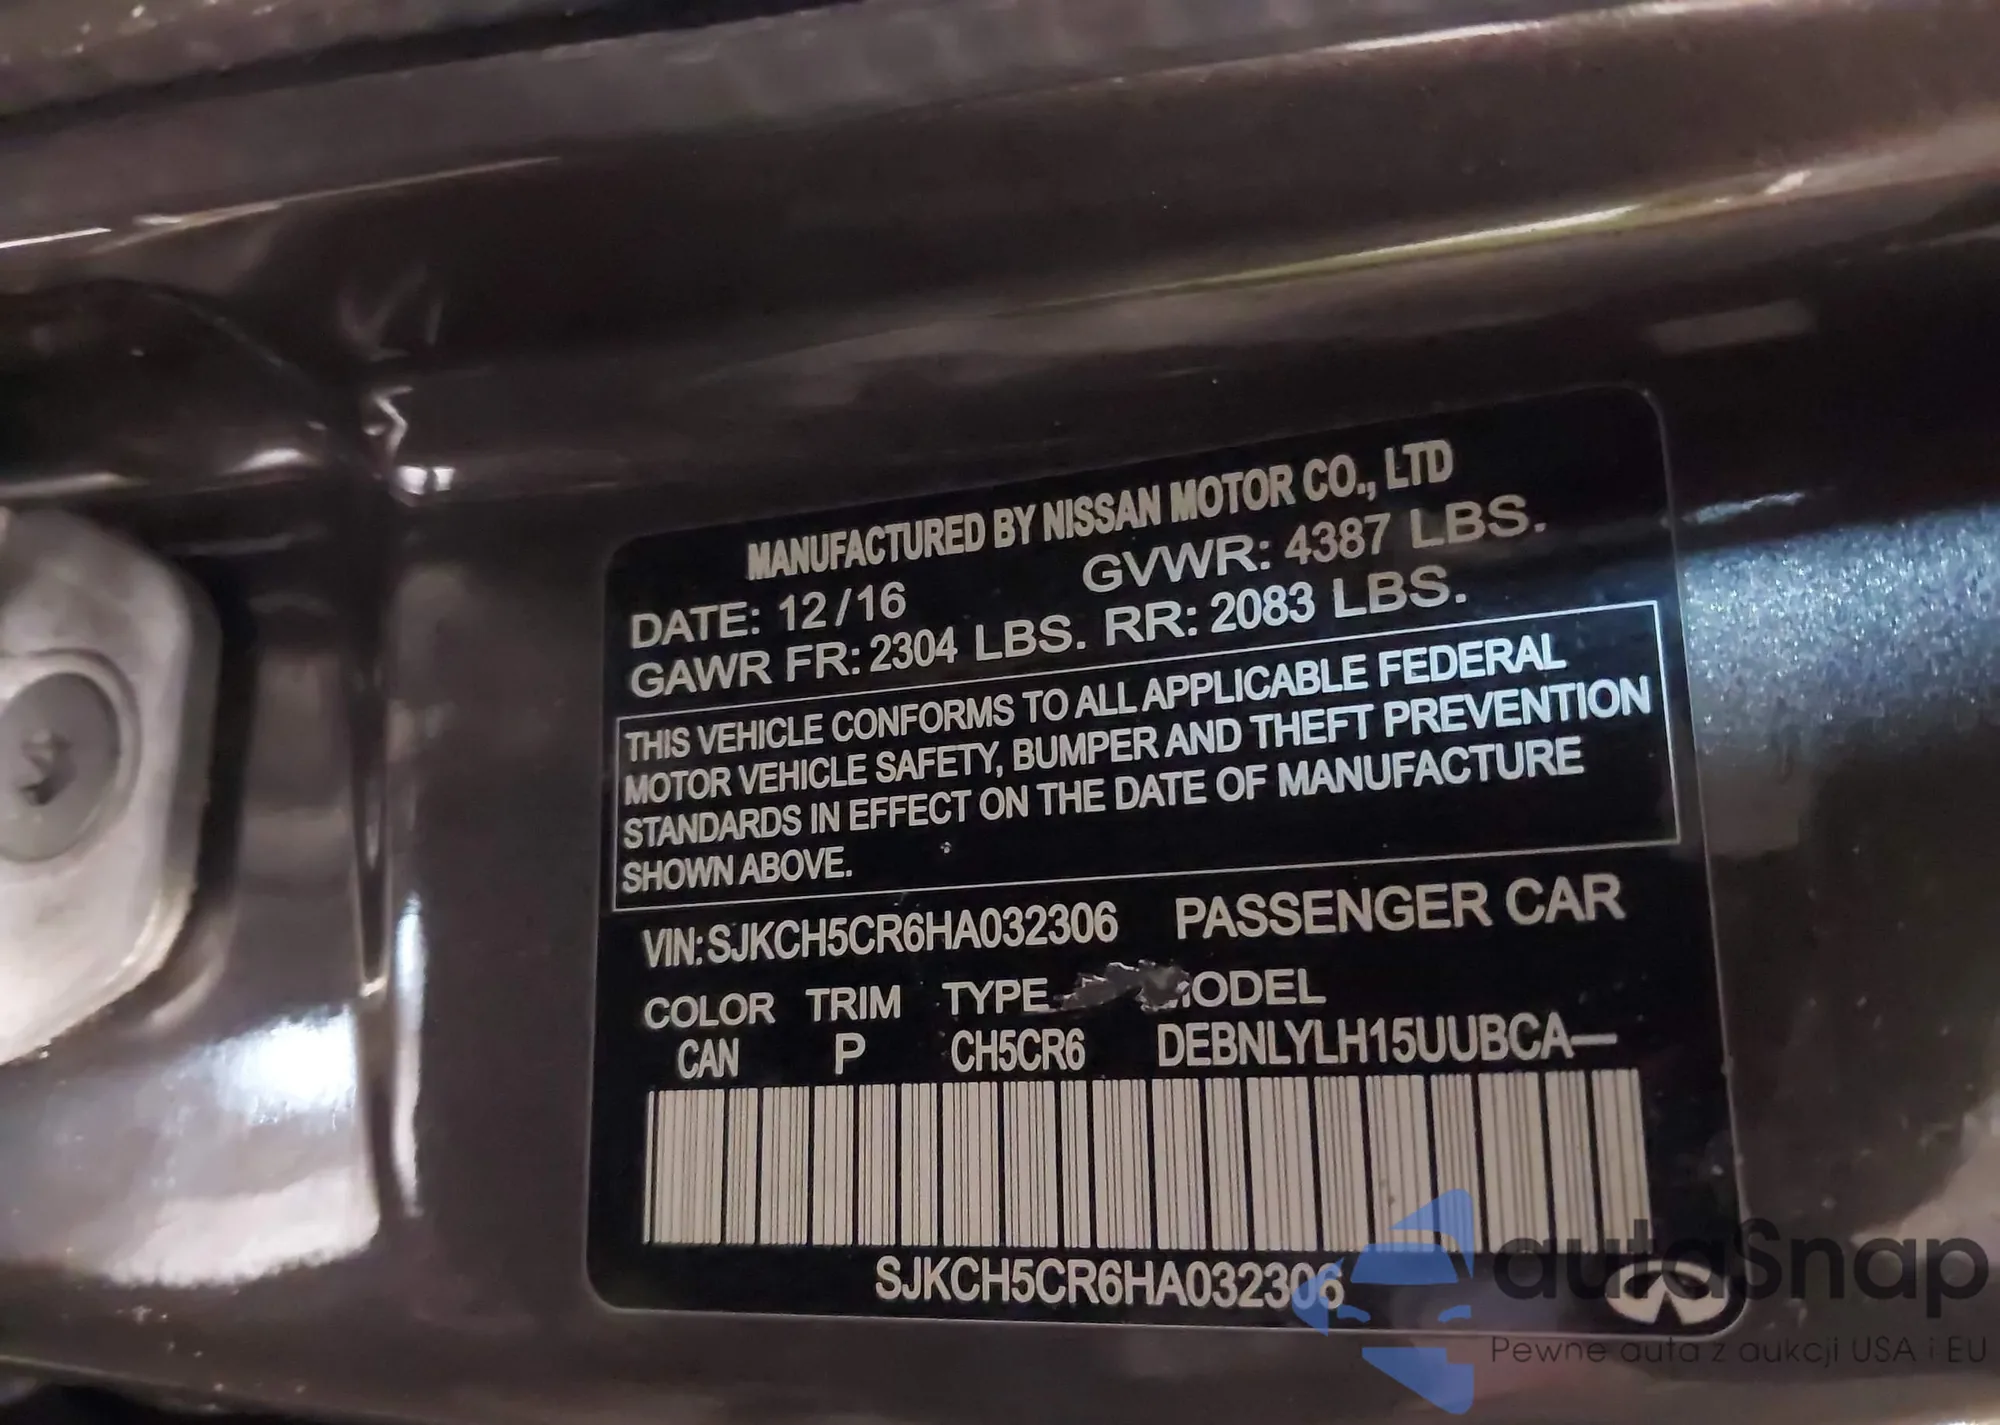 MANUFACTURED BY NISSAN MOTOR CO., LTD
DATE: 12/16 GVWR: 4387 LBS.
GAWR FR: 2304 LBS. RR: 2083 LBS.
THIS VEHICLE CONFORMS TO ALL APPLICABLE FEDERAL
MOTOR VEHICLE SAFETY, BUMPER AND THEFT PREVENTION
STANDARDS IN EFFECT ON THE DATE OF MANUFACTURE
SHOWN ABOVE.
VIN: SJKCH5CR6HA032306 PASSENGER CAR
COLOR TRIM TYPE MODEL
CAN P CH5CR6 DEBNLYLH15UUBCA—
SJKCH5CR6HA032306
autaSnap
Pewne auta z aukcji USA i EU